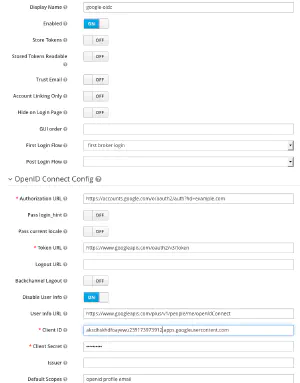 Display Name google-oidc
Enabled ON
Store Tokens OFF
Stored Tokens Readable OFF
Trust Email OFF
Account Linking Only OFF
Hide on Login Page OFF
GUI order
First Login Flow first broker login
Post Login Flow
OpenID Connect Config
* Authorization URL https://accounts.google.com/o/oauth2/auth?hd=example.com
Pass login_hint OFF
Pass current locale OFF
* Token URL https://www.googleapis.com/oauth2/v3/token
Logout URL
Backchannel Logout OFF
Disable User Info ON
User Info URL https://www.googleapis.com/plus/v1/people/me/openIdConnect
* Client ID apps.googleusercontent.com
* Client Secret
Issuer
Default Scopes openid profile email